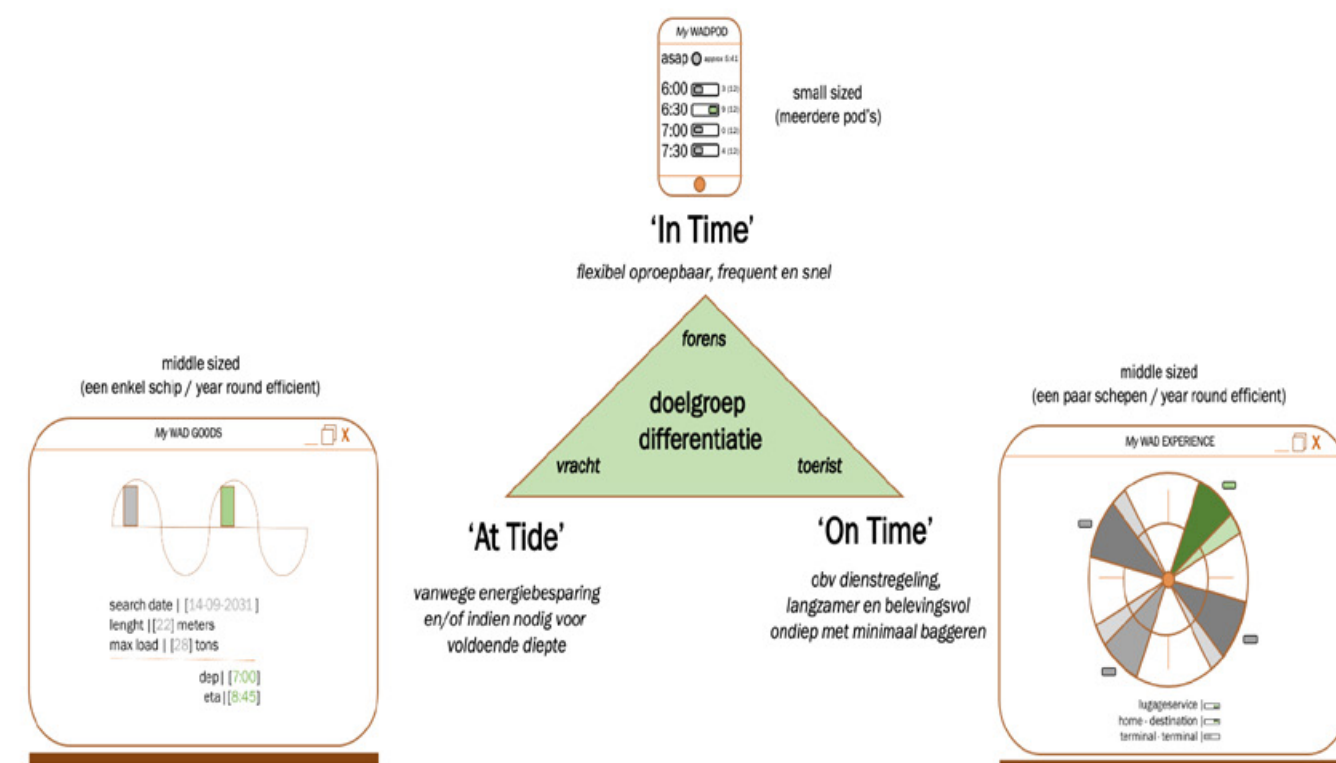 My WADPOD
asap approx 5:41
6:00 3 (12)
6:30 9 (12)
7:00 0 (12)
7:30 4 (12)
small sized
(meerdere pod's)
'In Time'
flexibel oproepbaar, frequent en snel
forens
doelgroep
differentiatie
vracht
toerist
middle sized
(een enkel schip / year round efficient)
My WAD GOODS
_ X
search date | [14-09-2031]
lenght |[22] meters
max load | [28] tons
dep| [7:00]
eta|[8:45]
'At Tide'
vanwege energiebesparing
en/of indien nodig voor
voldoende diepte
'On Time'
obv dienstregeling,
langzamer en belevingsvol
ondiep met minimaal baggeren
middle sized
(een paar schepen / year round efficient)
My WAD EXPERIENCE
_ X
lugageservice |
home - destination |
terminal - terminal |